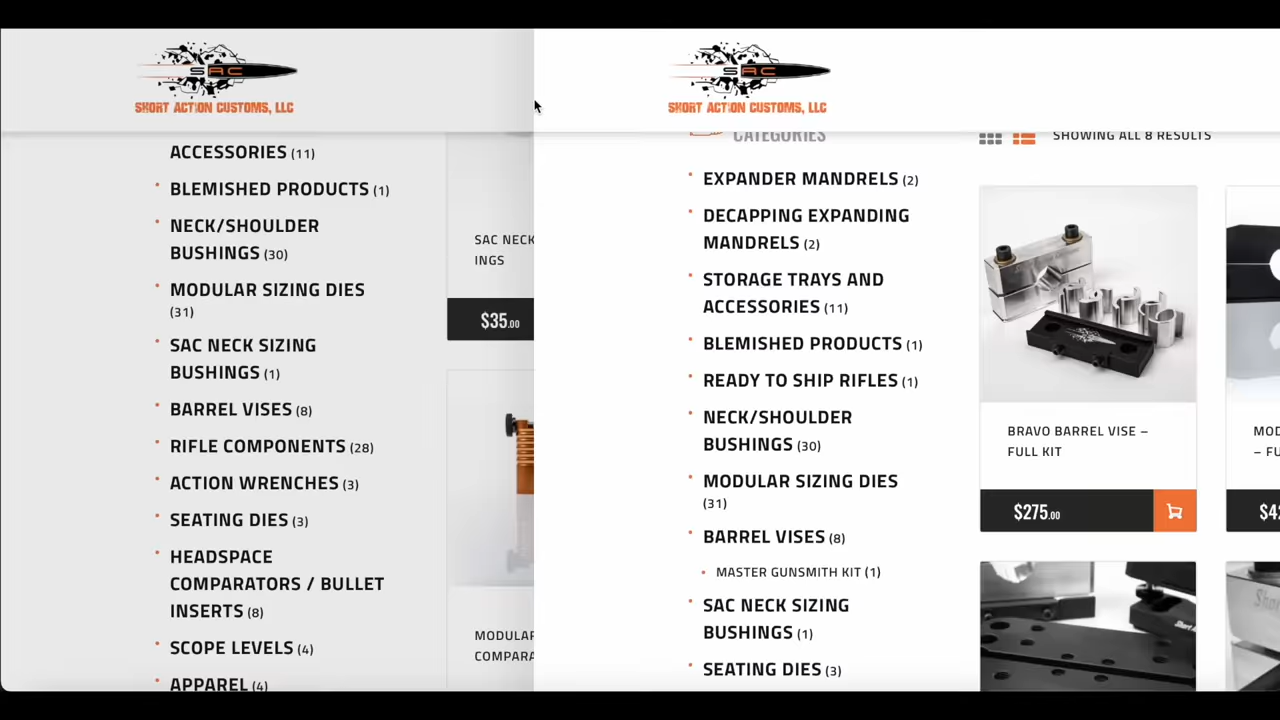 SAC
SHORT ACTION CUSTOMS, LLC
ACCESSORIES (11)
BLEMISHED PRODUCTS (1)
NECK/SHOULDER
BUSHINGS (30)
MODULAR SIZING DIES
(31)
SAC NECK SIZING
BUSHINGS (1)
BARREL VISES (8)
RIFLE COMPONENTS (28)
ACTION WRENCHES (3)
SEATING DIES (3)
HEADSPACE
COMPARATORS / BULLET
INSERTS (8)
SCOPE LEVELS (4)
APPAREL (4)
SAC NECK
INGS
$35.00
MODULAR
COMPARA
SAC
SHORT ACTION CUSTOMS, LLC
CATEGORIES
EXPANDER MANDRELS (2)
DECAPPING EXPANDING
MANDRELS (2)
STORAGE TRAYS AND
ACCESSORIES (11)
BLEMISHED PRODUCTS (1)
READY TO SHIP RIFLES (1)
NECK/SHOULDER
BUSHINGS (30)
MODULAR SIZING DIES
(31)
BARREL VISES (8)
MASTER GUNSMITH KIT (1)
SAC NECK SIZING
BUSHINGS (1)
SEATING DIES (3)
SHOWING ALL 8 RESULTS
BRAVO BARREL VISE –
FULL KIT
$275.00
MOD
– FU
$42